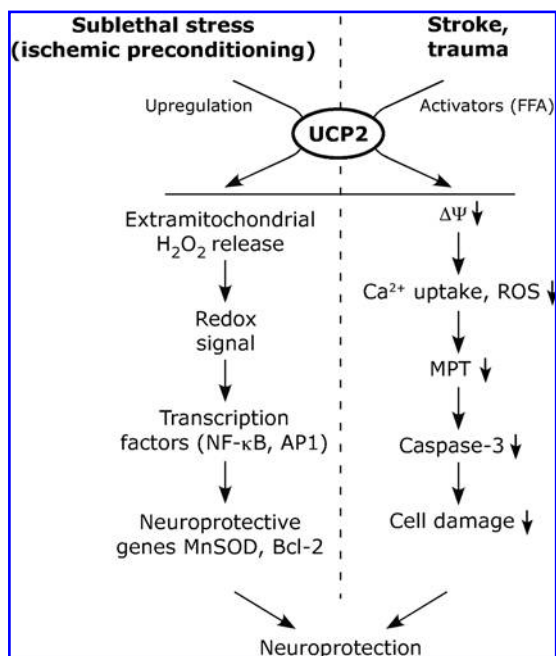 Sublethal stress
(ischemic preconditioning)
Stroke,
trauma
Upregulation
Activators (FFA)
UCP2
Extramitochondrial
H₂O₂ release
Redox
signal
Transcription
factors (NF-κB, AP1)
Neuroprotective
genes MnSOD, Bcl-2
ΔΨ
Ca²⁺ uptake, ROS
MPT
Caspase-3
Cell damage
Neuroprotection